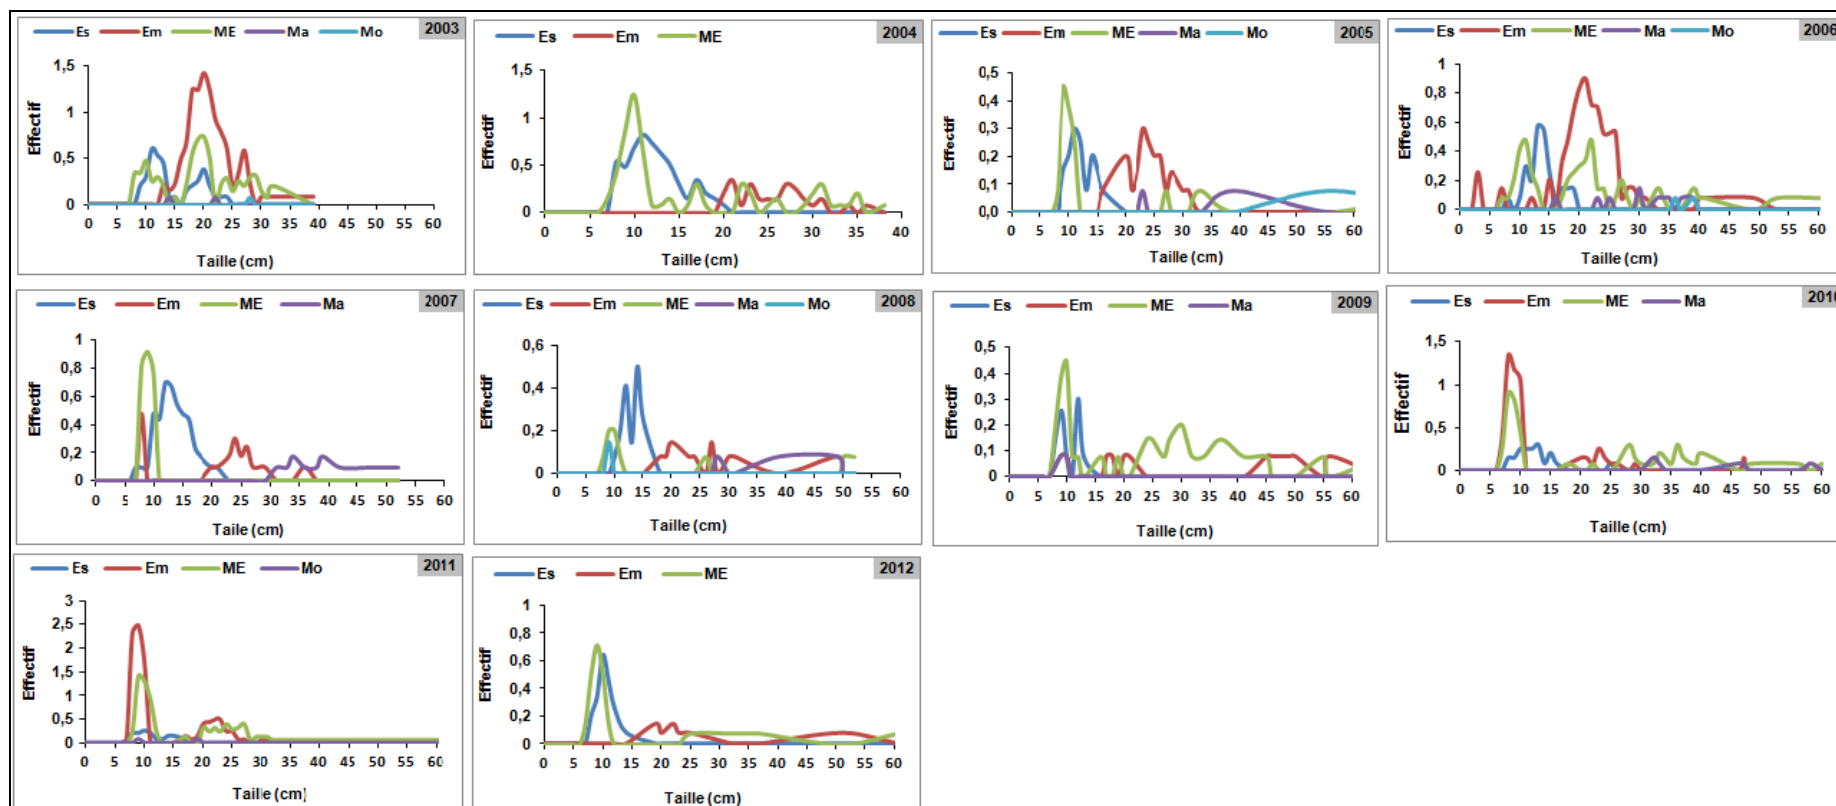 Es Em ME Ma Mo 2003
1,5
1
Effectif
0,5
0
0 5 10 15 20 25 30 35 40 45 50 55 60
Taille (cm)
Es Em ME 2004
1,5
1
Effectif
0,5
0
0 5 10 15 20 25 30 35 40
Taille (cm)
Es Em ME Ma Mo 2005
0,5
0,4
0,3
Effectif
0,2
0,1
0,0
0 5 10 15 20 25 30 35 40 45 50 55 60
Taille (cm)
Es Em ME Ma Mo 2006
1
0,8
0,6
Effectif
0,4
0,2
0
0 5 10 15 20 25 30 35 40 45 50 55 60
Taille (cm)
Es Em ME Ma 2007
1
0,8
0,6
Effectif
0,4
0,2
0
0 5 10 15 20 25 30 35 40 45 50 55 60
Taille (cm)
Es Em ME Ma Mo 2008
0,6
0,4
Effectif
0,2
0
0 5 10 15 20 25 30 35 40 45 50 55 60
Taille (cm)
Es Em ME Ma 2009
0,5
0,4
0,3
Effectif
0,2
0,1
0
0 5 10 15 20 25 30 35 40 45 50 55 60
Taille (cm)
Es Em ME Ma 2010
1,5
1
Effectif
0,5
0
0 5 10 15 20 25 30 35 40 45 50 55 60
Taille (cm)
Es Em ME Mo 2011
3
2,5
2
Effectif
1,5
1
0,5
0
0 5 10 15 20 25 30 35 40 45 50 55 60
Taille (cm)
Es Em ME 2012
1
0,8
0,6
Effectif
0,4
0,2
0
0 5 10 15 20 25 30 35 40 45 50 55 60
Taille (cm)